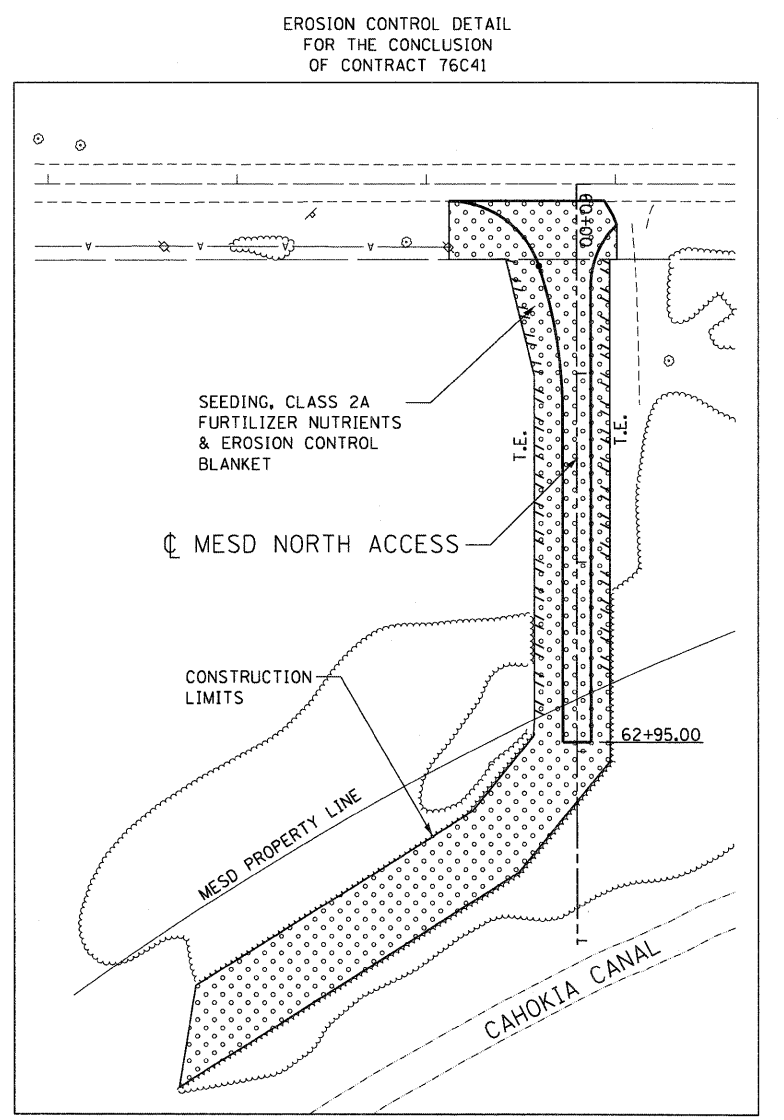 EROSION CONTROL DETAIL
FOR THE CONCLUSION
OF CONTRACT 76C41
60+00
SEEDING, CLASS 2A
FURTILIZER NUTRIENTS
& EROSION CONTROL
BLANKET
T.E.
T.E.
℄ MESD NORTH ACCESS
CONSTRUCTION
LIMITS
62+95.00
MESD PROPERTY LINE
CAHOKIA CANAL